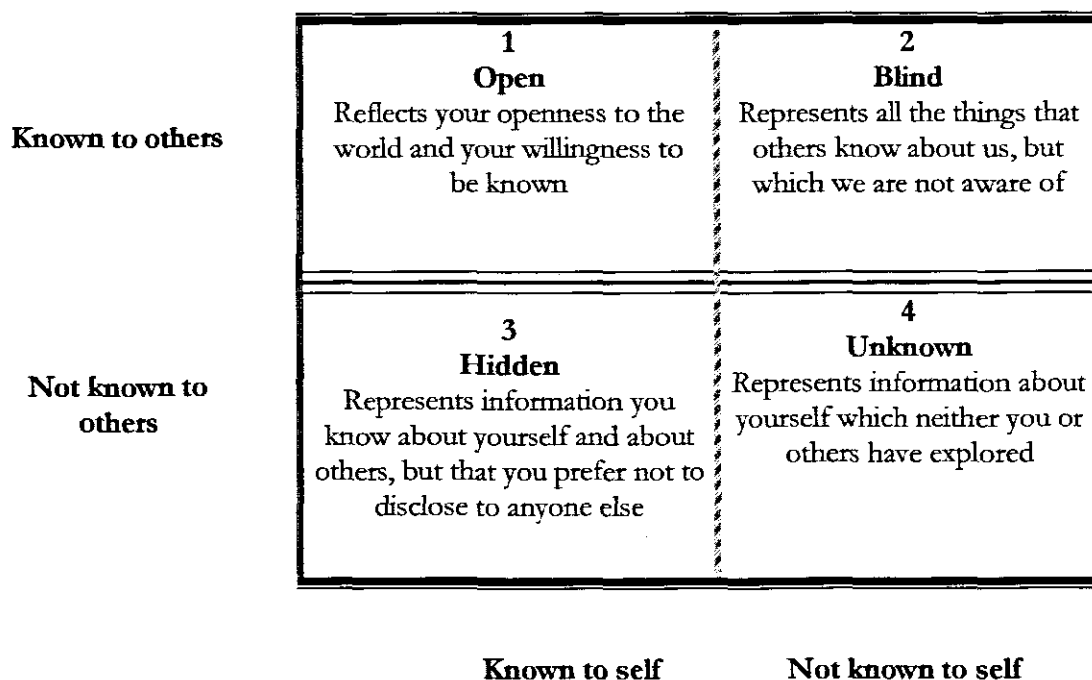 1
Open
Reflects your openness to the
world and your willingness to
be known
2
Blind
Represents all the things that
others know about us, but
which we are not aware of
Known to others
3
Hidden
Represents information you
know about yourself and about
others, but that you prefer not to
disclose to anyone else
4
Unknown
Represents information about
yourself which neither you or
others have explored
Not known to
others
Known to self
Not known to self